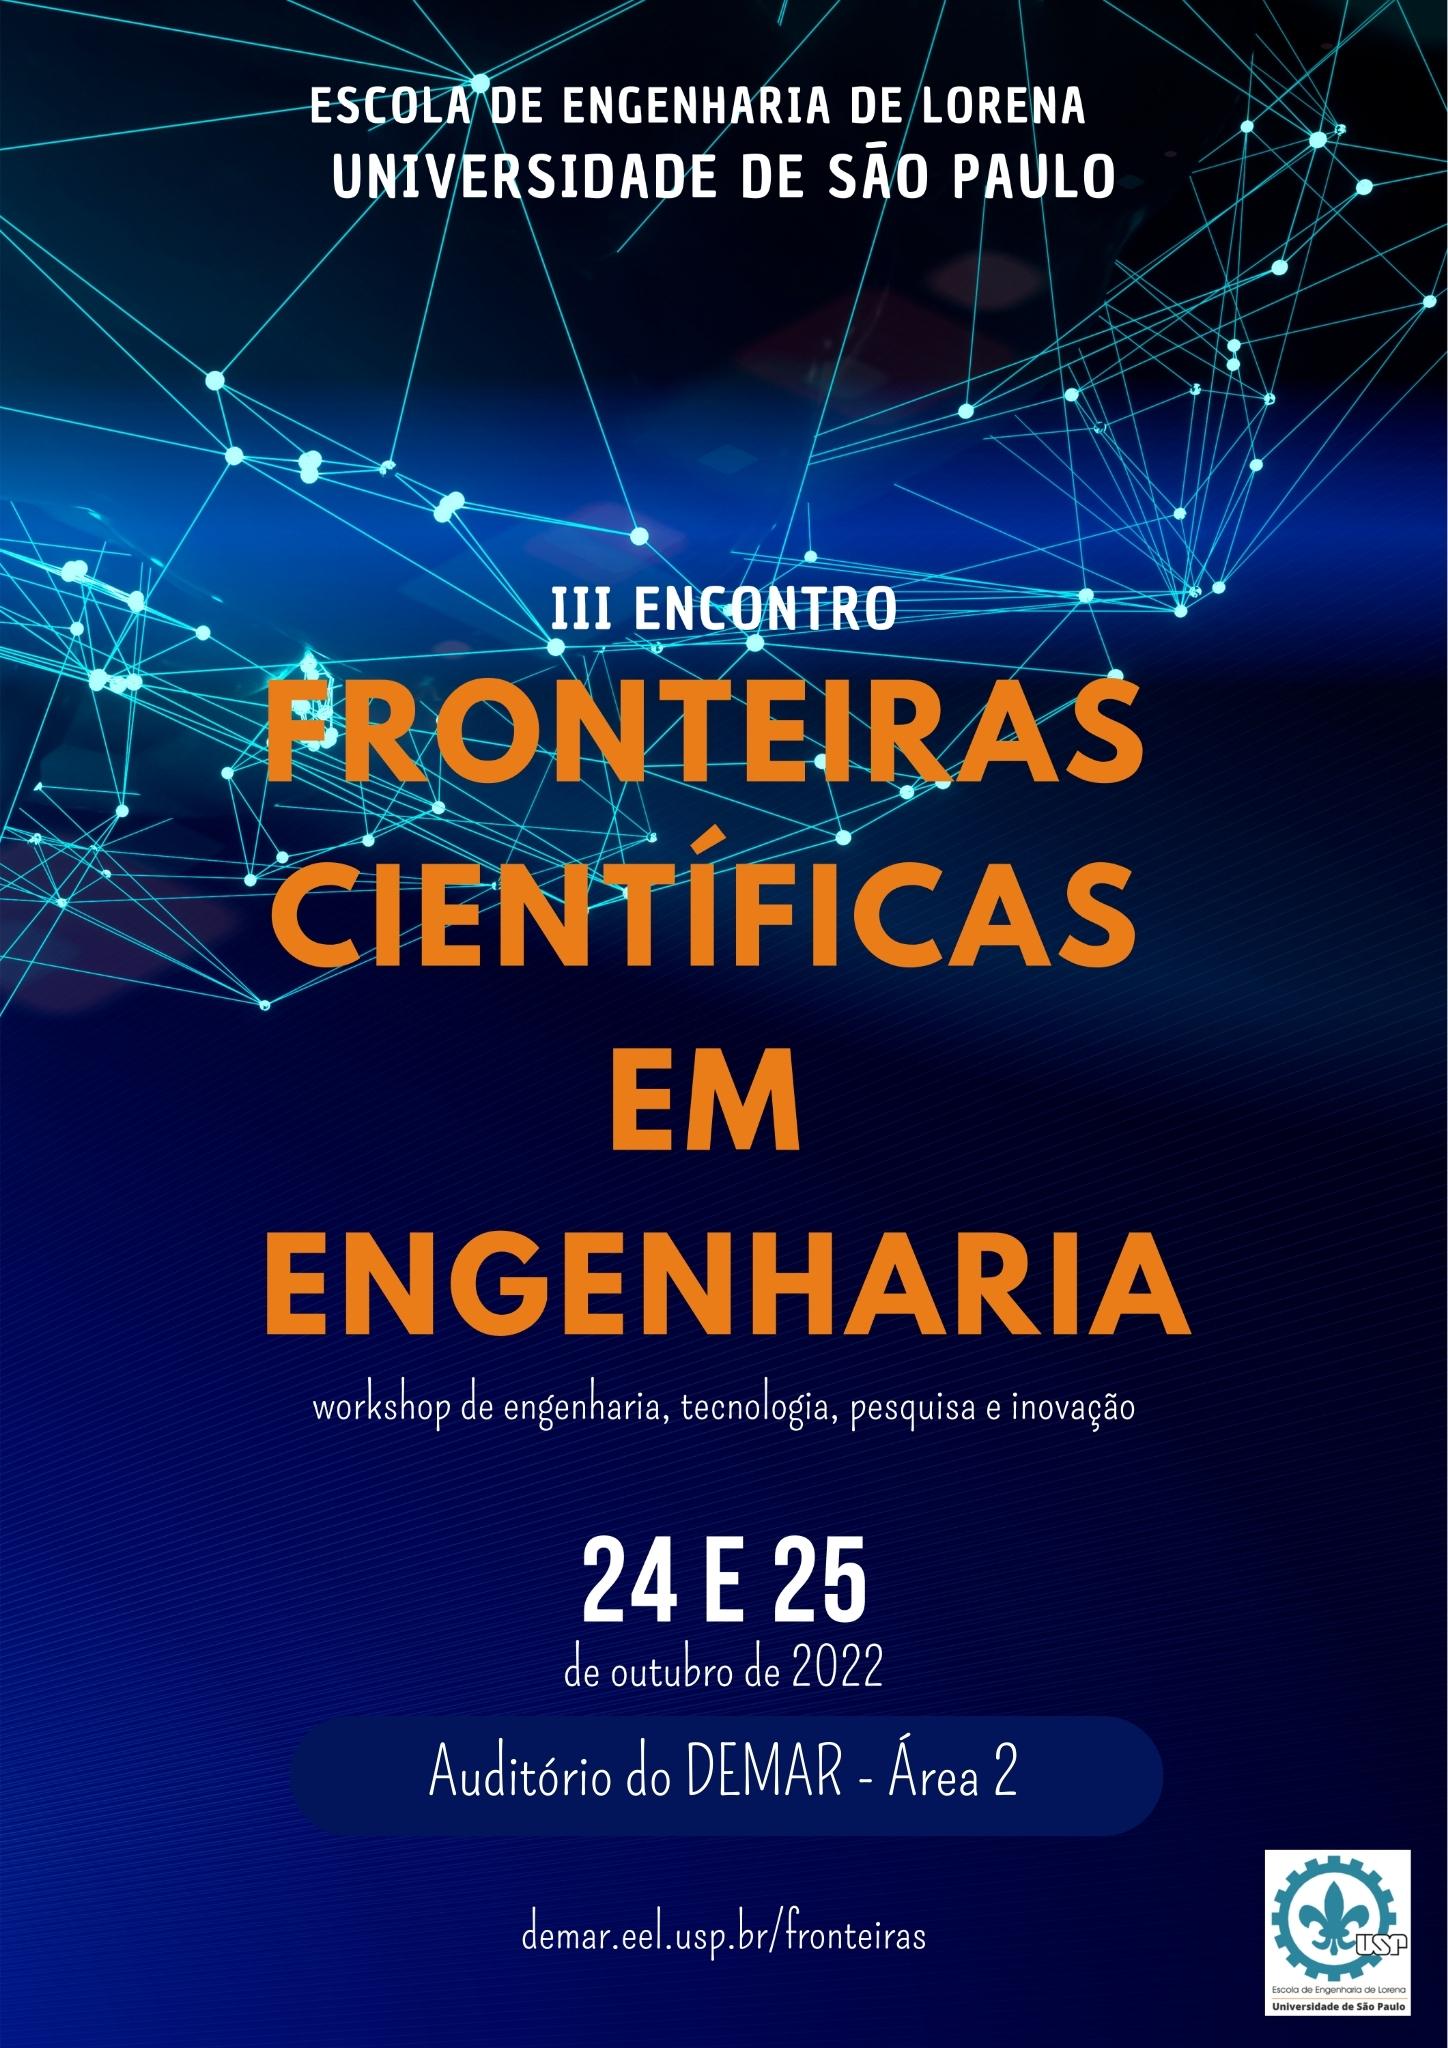 ESCOLA DE ENGENHARIA DE LORENA
UNIVERSIDADE DE SÃO PAULO
III ENCONTRO
FRONTEIRAS
CIENTÍFICAS
EM
ENGENHARIA
workshop de engenharia, tecnologia, pesquisa e inovação
24 E 25
de outubro de 2022
Auditório do DEMAR - Área 2
demar.eel.usp.br/fronteiras
USP
Escola de Engenharia de Lorena
Universidade de São Paulo